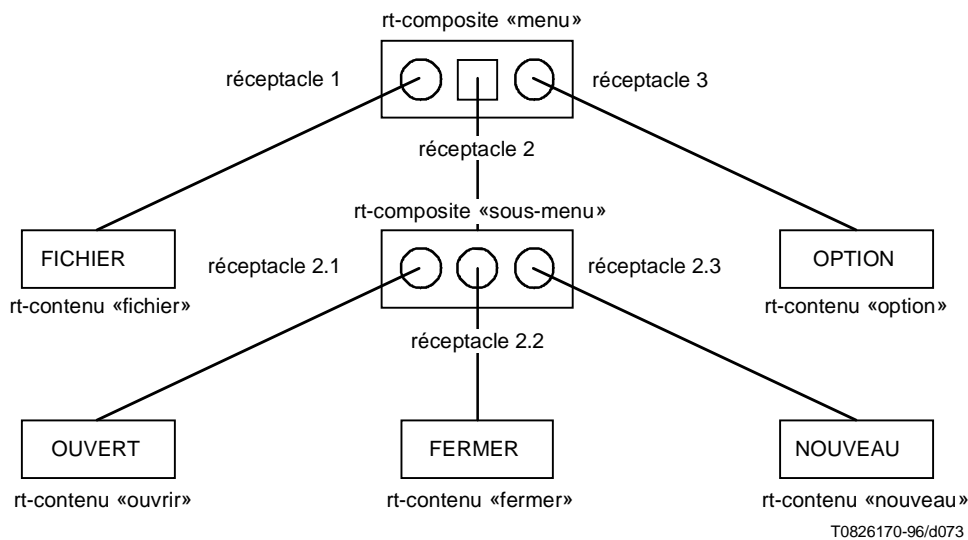 rt-composite «menu»
réceptacle 1
réceptacle 3
réceptacle 2
rt-composite «sous-menu»
FICHIER
réceptacle 2.1
réceptacle 2.3
OPTION
rt-contenu «fichier»
rt-contenu «option»
réceptacle 2.2
OUVERT
FERMER
NOUVEAU
rt-contenu «ouvrir»
rt-contenu «fermer»
rt-contenu «nouveau»
T0826170-96/d073